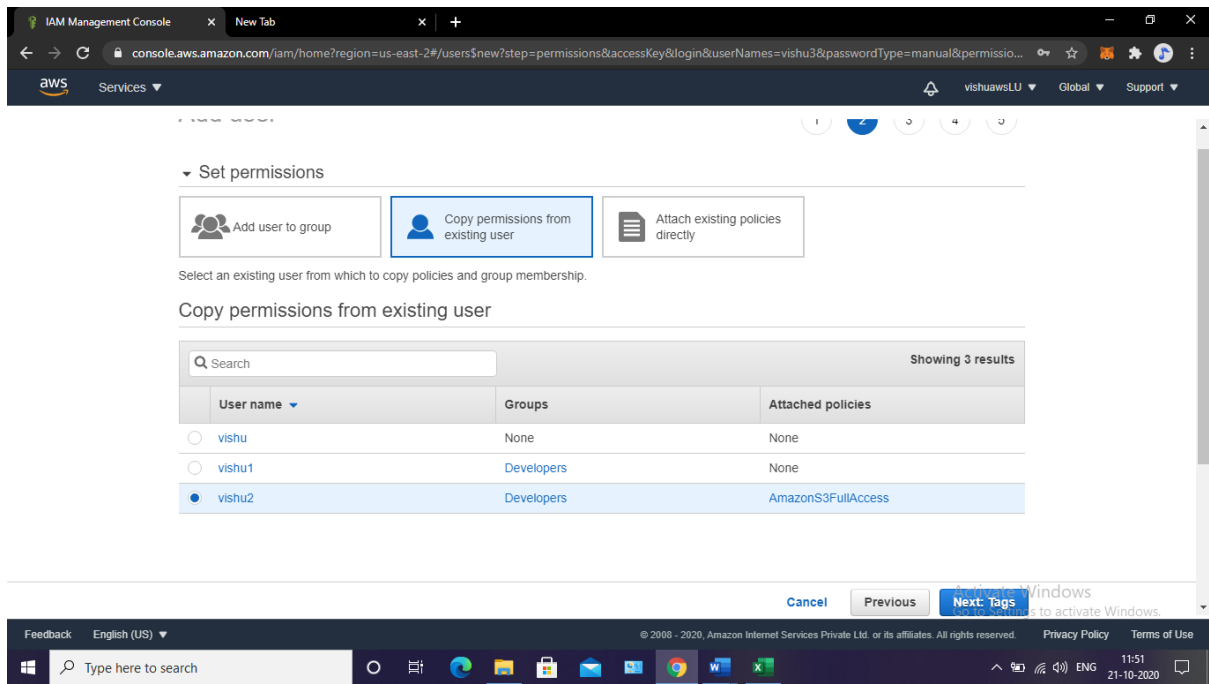 IAM Management Console
New Tab
console.aws.amazon.com/iam/home?region=us-east-2#/users$new?step=permissions&accessKey&login&userNames=vishu3&passwordType=manual&permissio...
aws Services vishuawsLU Global Support
Add user 1 2 3 4 5
Set permissions
Add user to group
Copy permissions from
existing user
Attach existing policies
directly
Select an existing user from which to copy policies and group membership.
Copy permissions from existing user
Search Showing 3 results
User name Groups Attached policies
vishu None None
vishu1 Developers None
vishu2 Developers AmazonS3FullAccess
Cancel Previous Next: Tags
Activate Windows
Go to Settings to activate Windows.
Feedback English (US) © 2008 - 2020, Amazon Internet Services Private Ltd. or its affiliates. All rights reserved. Privacy Policy Terms of Use
Type here to search W X ENG 11:51
21-10-2020